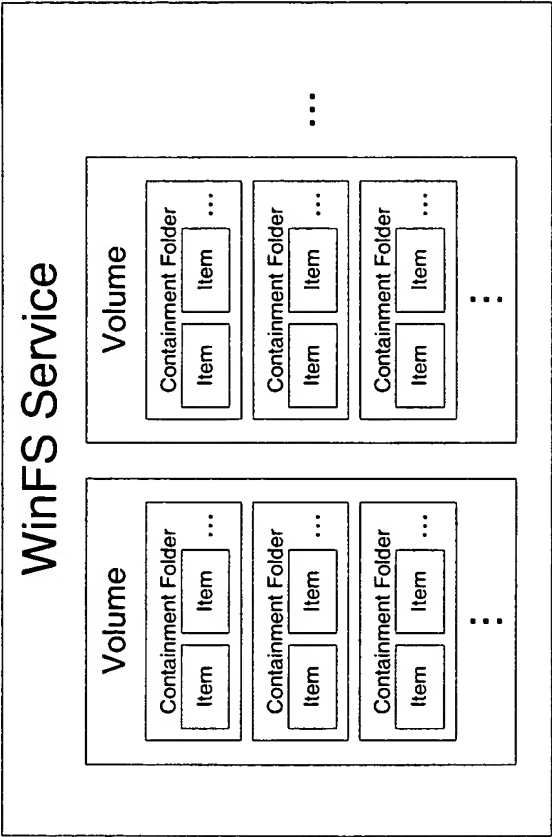 WinFS Service
Volume
Containment Folder
Item Item ...
Containment Folder
Item Item ...
Containment Folder
Item Item ...
...
Volume
Containment Folder
Item Item ...
Containment Folder
Item Item ...
Containment Folder
Item Item ...
...
...